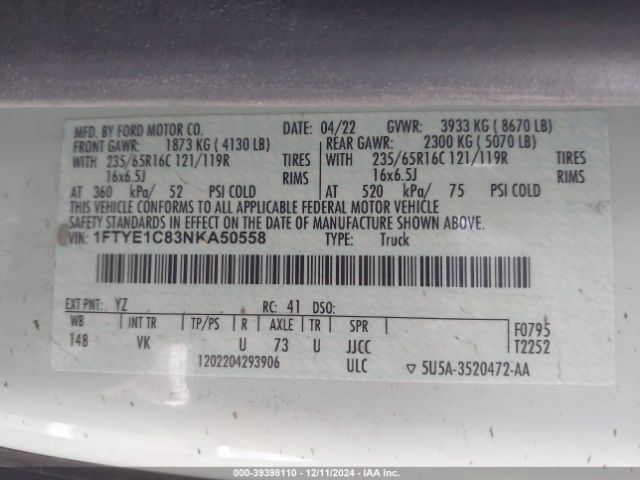 MFD. BY FORD MOTOR CO. DATE: 04/22 GVWR: 3933 KG ( 8670 LB)
FRONT GAWR: 1873 KG ( 4130 LB) REAR GAWR: 2300 KG ( 5070 LB)
WITH 235/65R16C 121/119R TIRES WITH 235/65R16C 121/119R TIRES
16x6.5J RIMS 16x6.5J RIMS
AT 360 kPa/ 52 PSI COLD AT 520 kPa/ 75 PSI COLD
THIS VEHICLE CONFORMS TO ALL APPLICABLE FEDERAL MOTOR VEHICLE
SAFETY STANDARDS IN EFFECT ON THE DATE OF MANUFACTURE SHOWN ABOVE.
VIN: 1FTYE1C83NKA50558 TYPE: Truck
EXT PNT: YZ RC: 41 DSO:
WB INT TR TP/PS R AXLE TR SPR F0795
148 VK U 73 U JJCC T2252
1202204293906 ULC ▽ 5U5A-3520472-AA
000-39398110 - 12/11/2024 - IAA Inc.